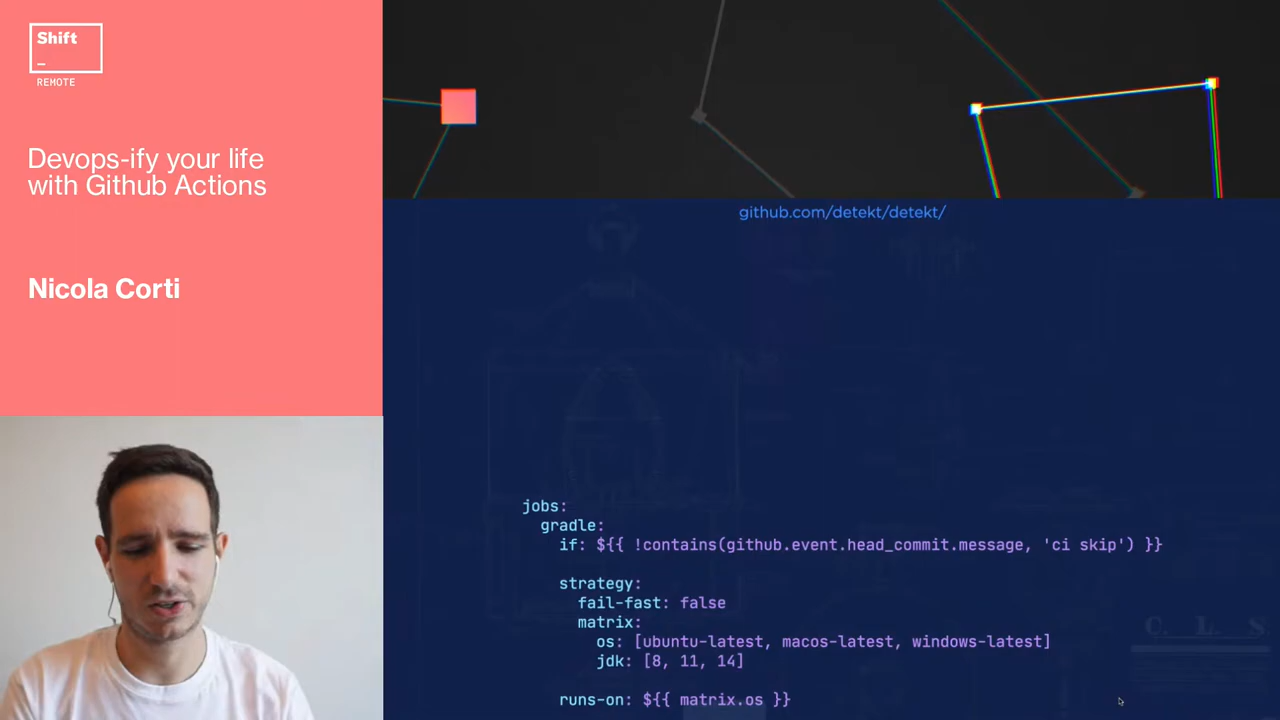 Shift
_
REMOTE
Devops-ify your life
with Github Actions
Nicola Corti
github.com/detekt/detekt/
jobs:
  gradle:
    if: ${{ !contains(github.event.head_commit.message, 'ci skip') }}
    strategy:
      fail-fast: false
      matrix:
        os: [ubuntu-latest, macos-latest, windows-latest]
        jdk: [8, 11, 14]
    runs-on: ${{ matrix.os }}
C. L. S.